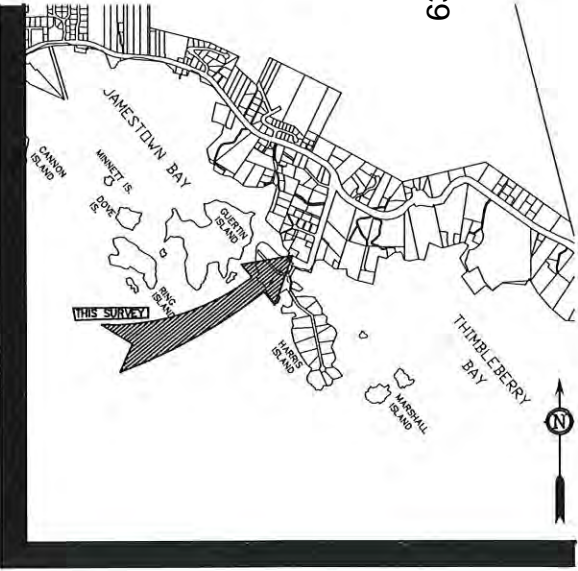 JAMESTOWN BAY
CANNON
ISLAND
MINNETT IS.
DOVE
IS.
GUERTIN
ISLAND
RING
ISLAND
THIS SURVEY
HARRIS
ISLAND
MARSHALL
ISLAND
THIMBLEBERRY
BAY
N